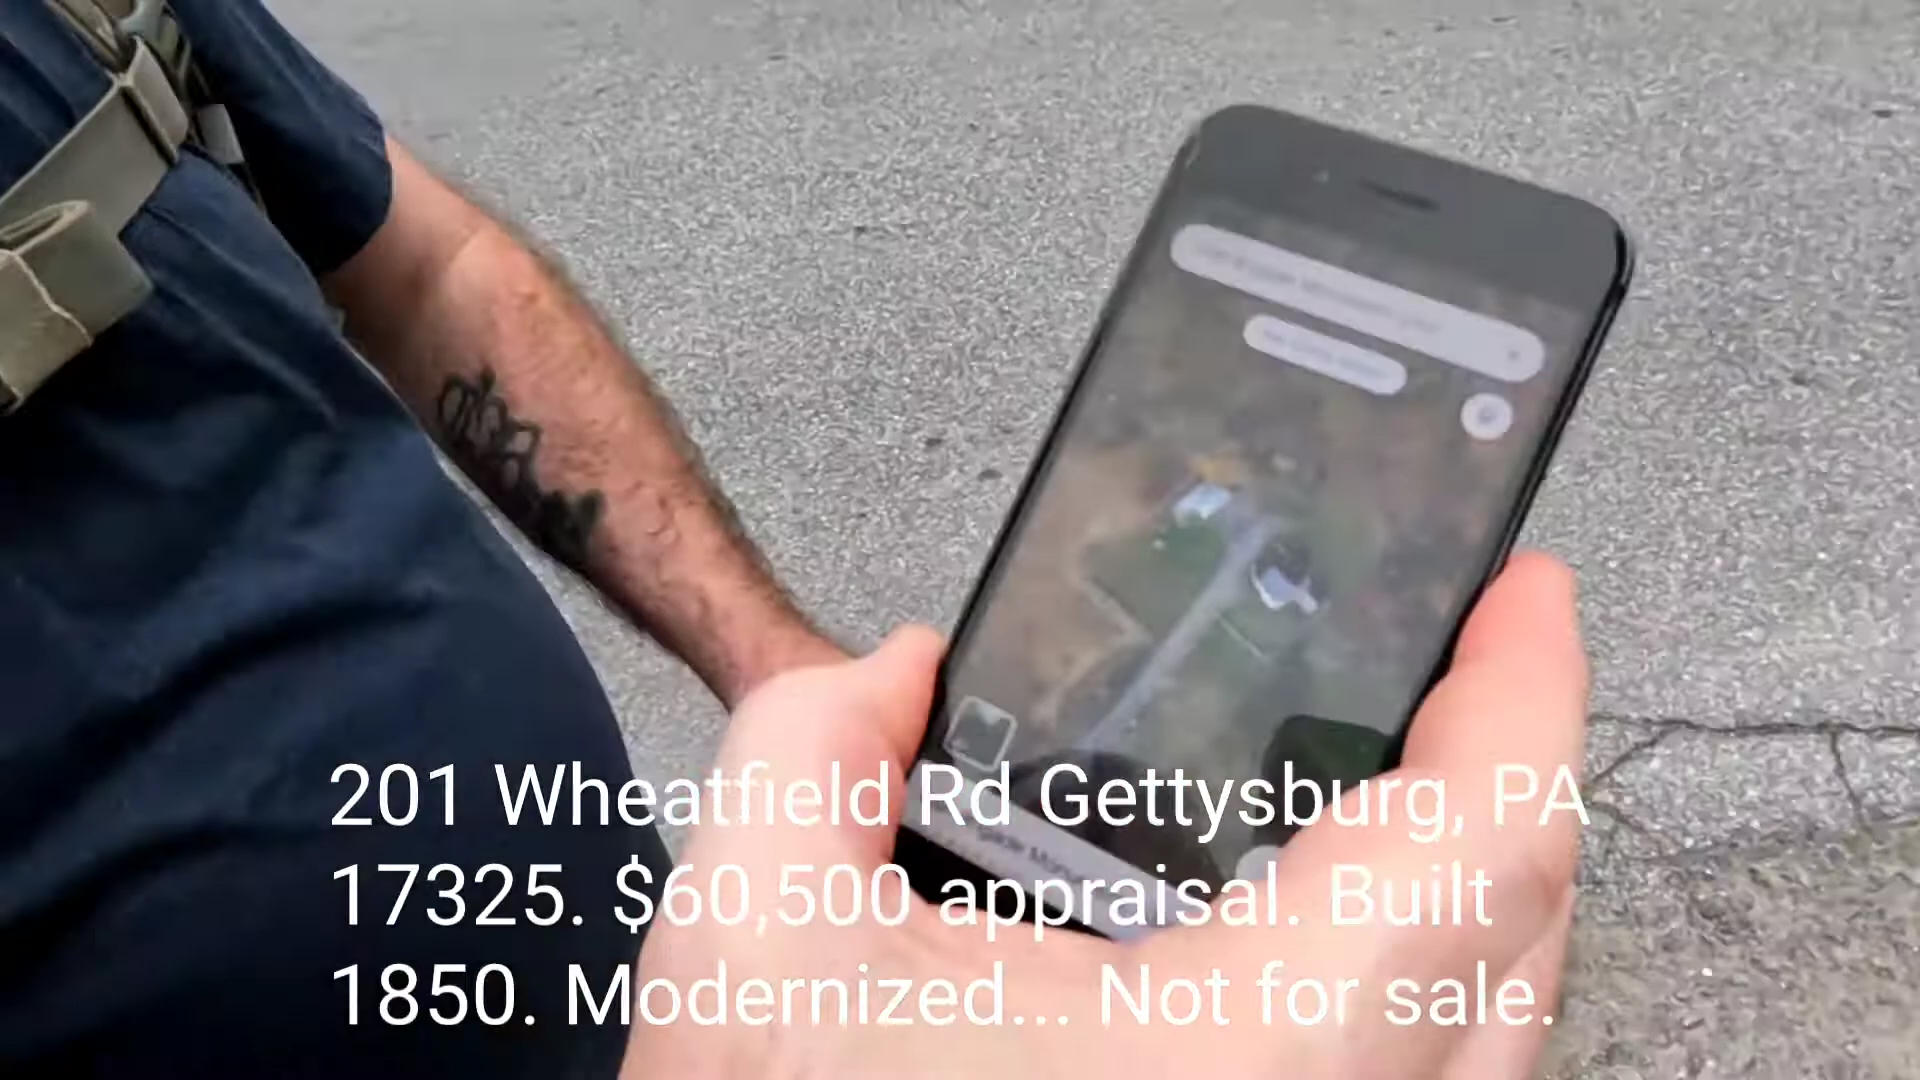 201 Wheatfield Rd Gettysburg, PA
17325. $60,500 appraisal. Built
1850. Modernized... Not for sale.